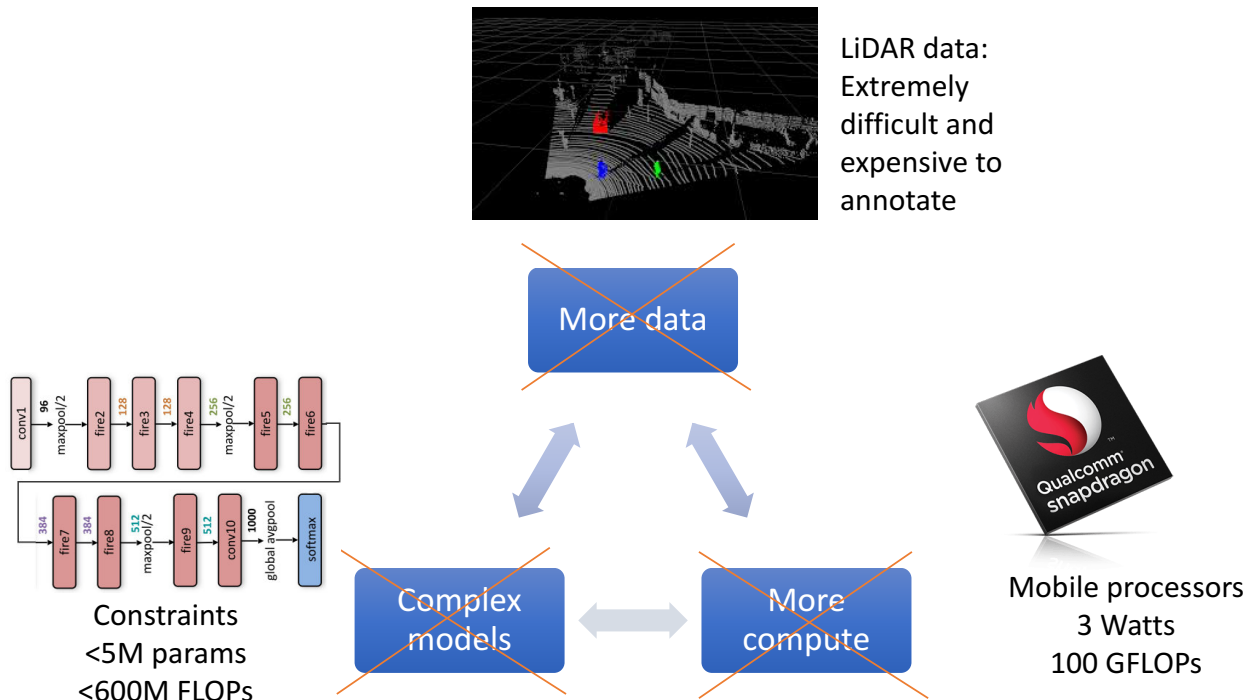 LiDAR data:
Extremely
difficult and
expensive to
annotate
More data
conv1
96
maxpool/2
fire2
128
fire3
128
fire4
256
maxpool/2
fire5
256
fire6
384
fire7
384
fire8
512
maxpool/2
fire9
512
conv10
1000
global avgpool
softmax
Constraints
<5M params
<600M FLOPs
Complex
models
More
compute
Qualcomm
snapdragon
TM
Mobile processors
3 Watts
100 GFLOPs